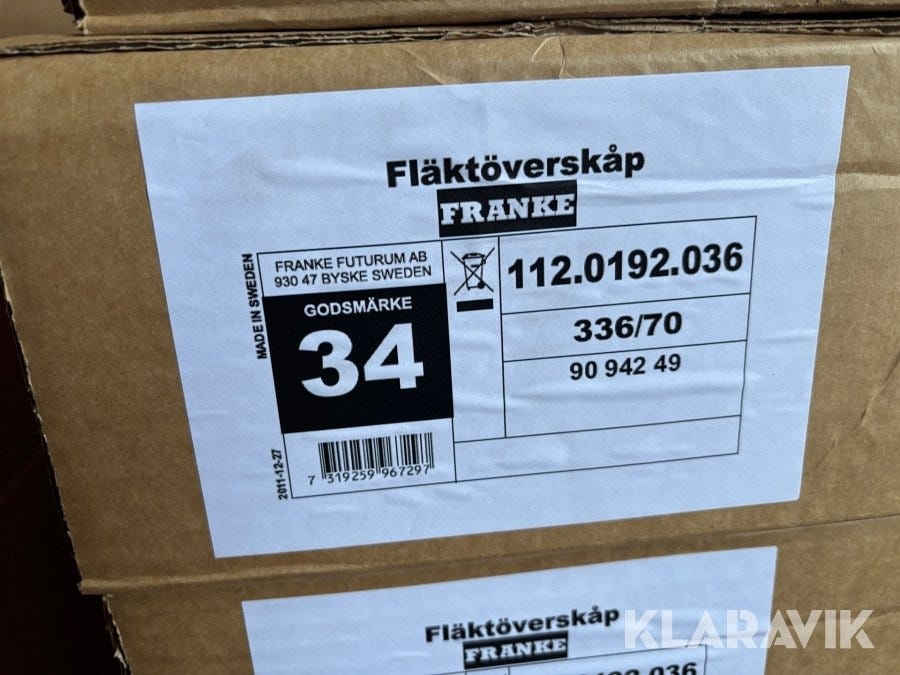 Fläktöverskåp
FRANKE
MADE IN SWEDEN
FRANKE FUTURUM AB
930 47 BYSKE SWEDEN
GODSMÄRKE
34
112.0192.036
336/70
90 942 49
2011-12-27
7 319259 967297
Fläktöverskåp
FRANKE
KLARAVIK